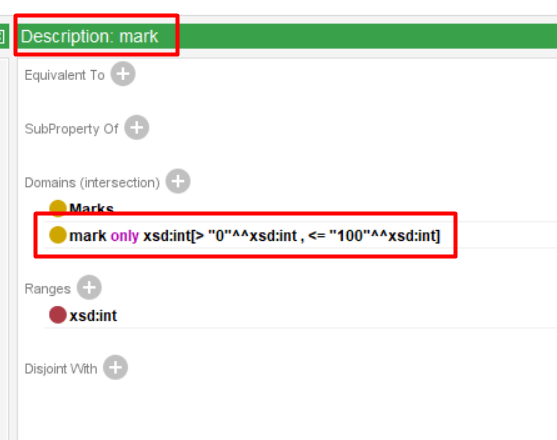 Description: mark
Equivalent To
SubProperty Of
Domains (intersection)
Marks
mark only xsd:int[> "0"^^xsd:int , <= "100"^^xsd:int]
Ranges
xsd:int
Disjoint With